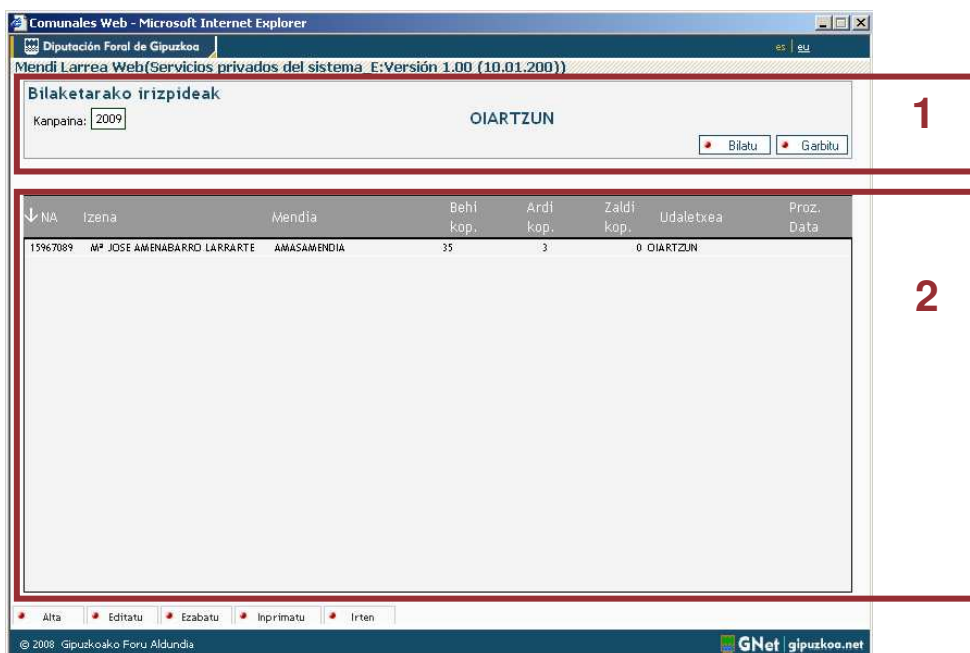 Comunales Web - Microsoft Internet Explorer
Diputación Foral de Gipuzkoa es | eu
Mendi Larrea Web(Servicios privados del sistema_E:Versión 1.00 (10.01.200))
Bilaketarako irizpideak
Kanpaina: 2009 OIARTZUN
Bilatu Garbitu
1
NA Izena Mendia Behi kop. Ardi kop. Zaldi kop. Udaletxea Proz. Data
15967089 Mª JOSE AMENABARRO LARRARTE AMASAMENDIA 35 3 0 OIARTZUN
2
Alta Editatu Ezabatu Inprimatu Irten
© 2008 Gipuzkoako Foru Aldundia GNet gipuzkoa.net